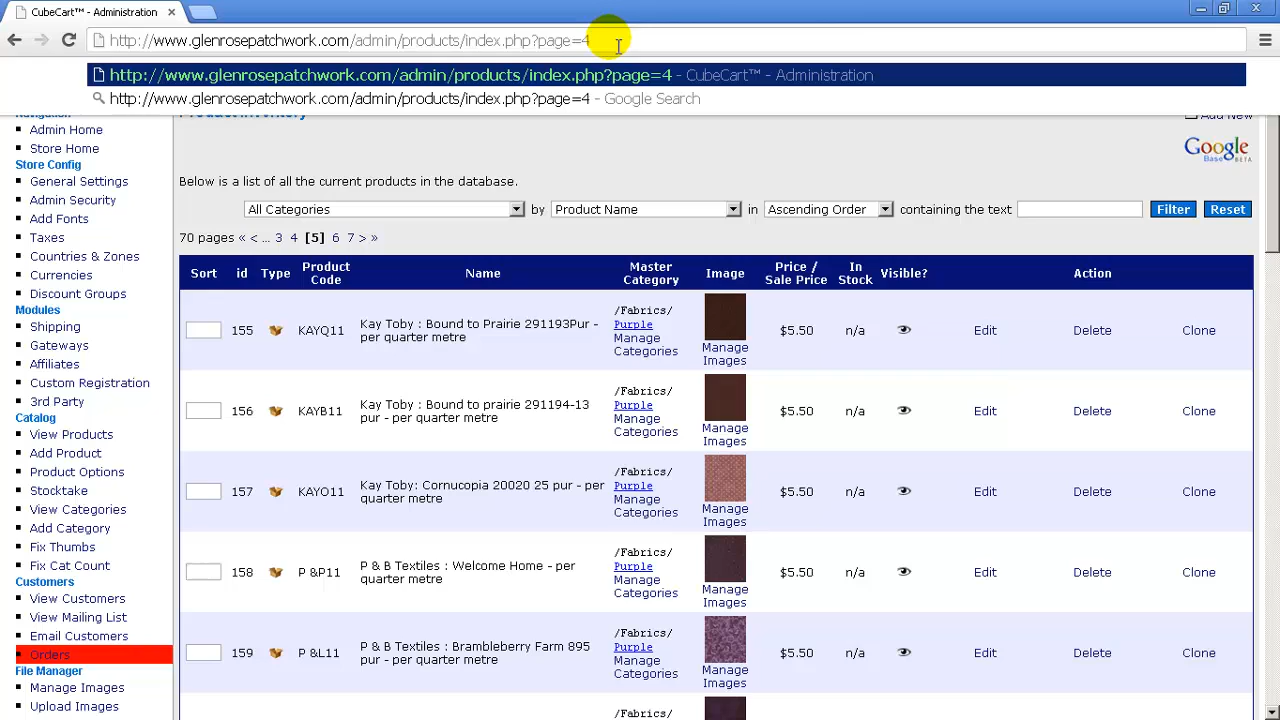 CubeCart™ - Administration
http://www.glenrosepatchwork.com/admin/products/index.php?page=4
http://www.glenrosepatchwork.com/admin/products/index.php?page=4 - CubeCart™ - Administration
http://www.glenrosepatchwork.com/admin/products/index.php?page=4 - Google Search
Navigation
Admin Home
Store Home
Store Config
General Settings
Admin Security
Add Fonts
Taxes
Countries & Zones
Currencies
Discount Groups
Modules
Shipping
Gateways
Affiliates
Custom Registration
3rd Party
Catalog
View Products
Add Product
Product Options
Stocktake
View Categories
Add Category
Fix Thumbs
Fix Cat Count
Customers
View Customers
View Mailing List
Email Customers
Orders
File Manager
Manage Images
Upload Images
Product Inventory
Add New
Google
Base BETA
Below is a list of all the current products in the database.
All Categories by Product Name in Ascending Order containing the text Filter Reset
70 pages « < ... 3 4 [5] 6 7 > »
Sort id Type Product Code Name Master Category Image Price / Sale Price In Stock Visible? Action
155 KAYQ11 Kay Toby : Bound to Prairie 291193Pur - per quarter metre /Fabrics/ Purple Manage Categories Manage Images $5.50 n/a Edit Delete Clone
156 KAYB11 Kay Toby : Bound to prairie 291194-13 pur - per quarter metre /Fabrics/ Purple Manage Categories Manage Images $5.50 n/a Edit Delete Clone
157 KAYO11 Kay Toby: Cornucopia 20020 25 pur - per quarter metre /Fabrics/ Purple Manage Categories Manage Images $5.50 n/a Edit Delete Clone
158 P &P11 P & B Textiles : Welcome Home - per quarter metre /Fabrics/ Purple Manage Categories Manage Images $5.50 n/a Edit Delete Clone
159 P &L11 P & B Textiles : Pranneberry Farm 895 pur - per quarter metre /Fabrics/ Purple Manage Categories Manage Images $5.50 n/a Edit Delete Clone
/Fabrics/